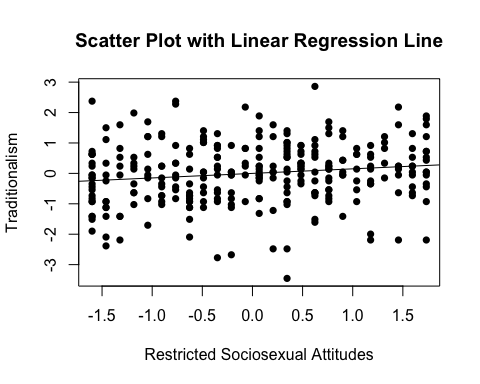 Scatter Plot with Linear Regression Line
Traditionalism
3
2
1
0
-1
-2
-3
-1.5 -1.0 -0.5 0.0 0.5 1.0 1.5
Restricted Sociosexual Attitudes